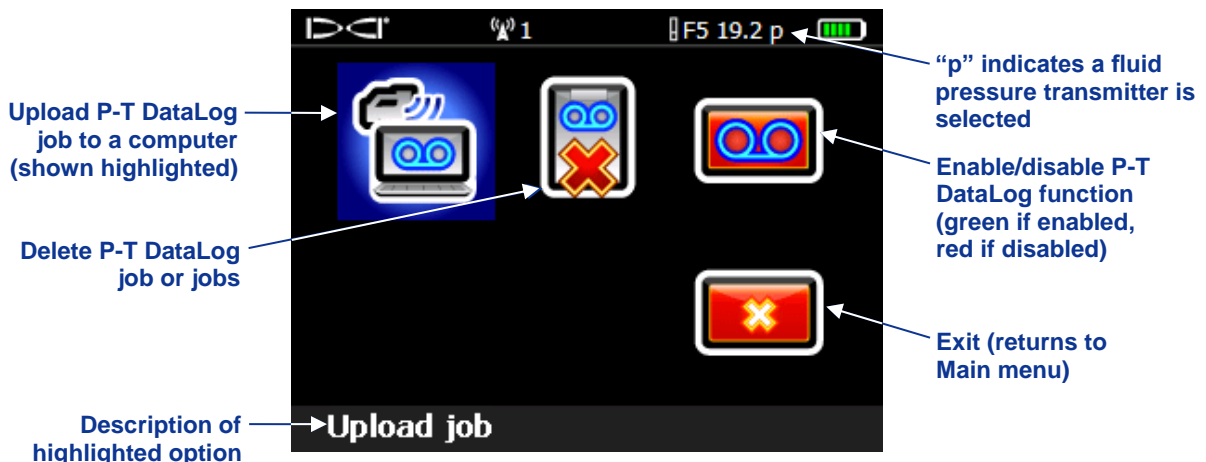 DCI
1
F5 19.2 p
Upload P-T DataLog
job to a computer
(shown highlighted)
Delete P-T DataLog
job or jobs
"p" indicates a fluid
pressure transmitter is
selected
Enable/disable P-T
DataLog function
(green if enabled,
red if disabled)
Exit (returns to
Main menu)
Description of
highlighted option
Upload job